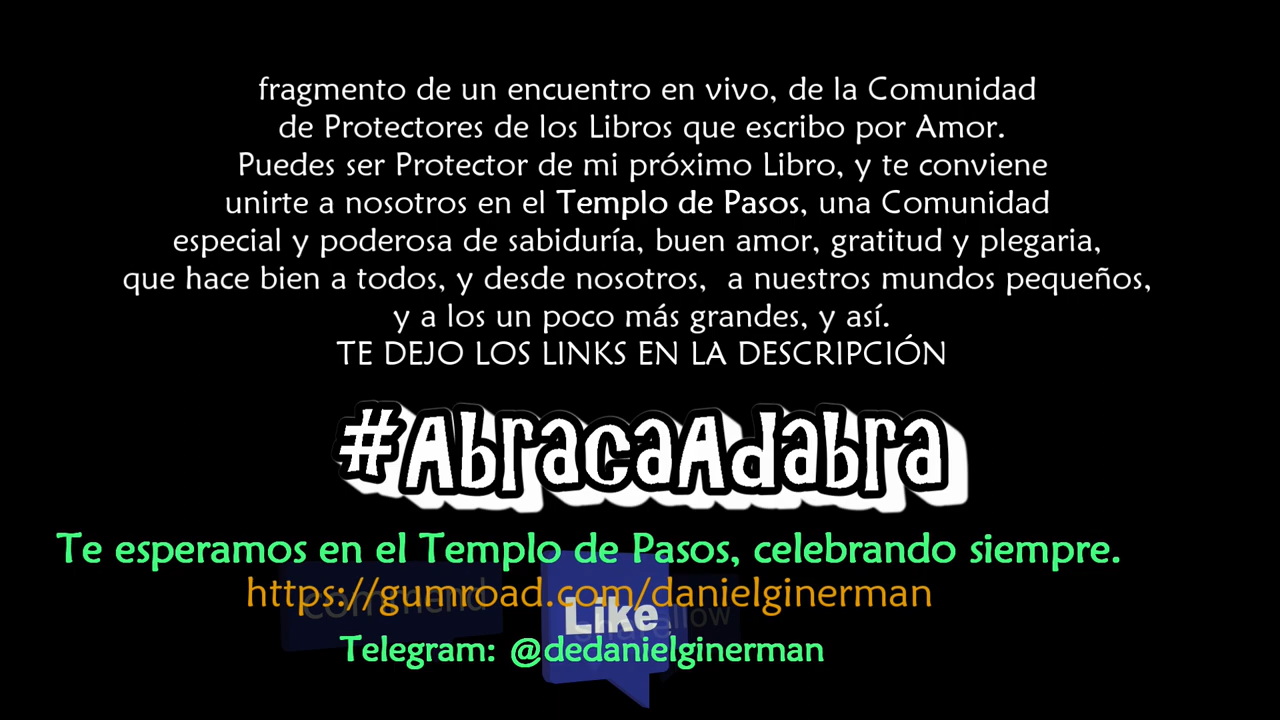 fragmento de un encuentro en vivo, de la Comunidad
de Protectores de los Libros que escribo por Amor.
Puedes ser Protector de mi próximo Libro, y te conviene
unirte a nosotros en el Templo de Pasos, una Comunidad
especial y poderosa de sabiduría, buen amor, gratitud y plegaria,
que hace bien a todos, y desde nosotros, a nuestros mundos pequeños,
y a los un poco más grandes, y así.
TE DEJO LOS LINKS EN LA DESCRIPCIÓN
#AbracaAdabra
Te esperamos en el Templo de Pasos, celebrando siempre.
https://gumroad.com/danielginerman
Like
Telegram: @dedanielginerman